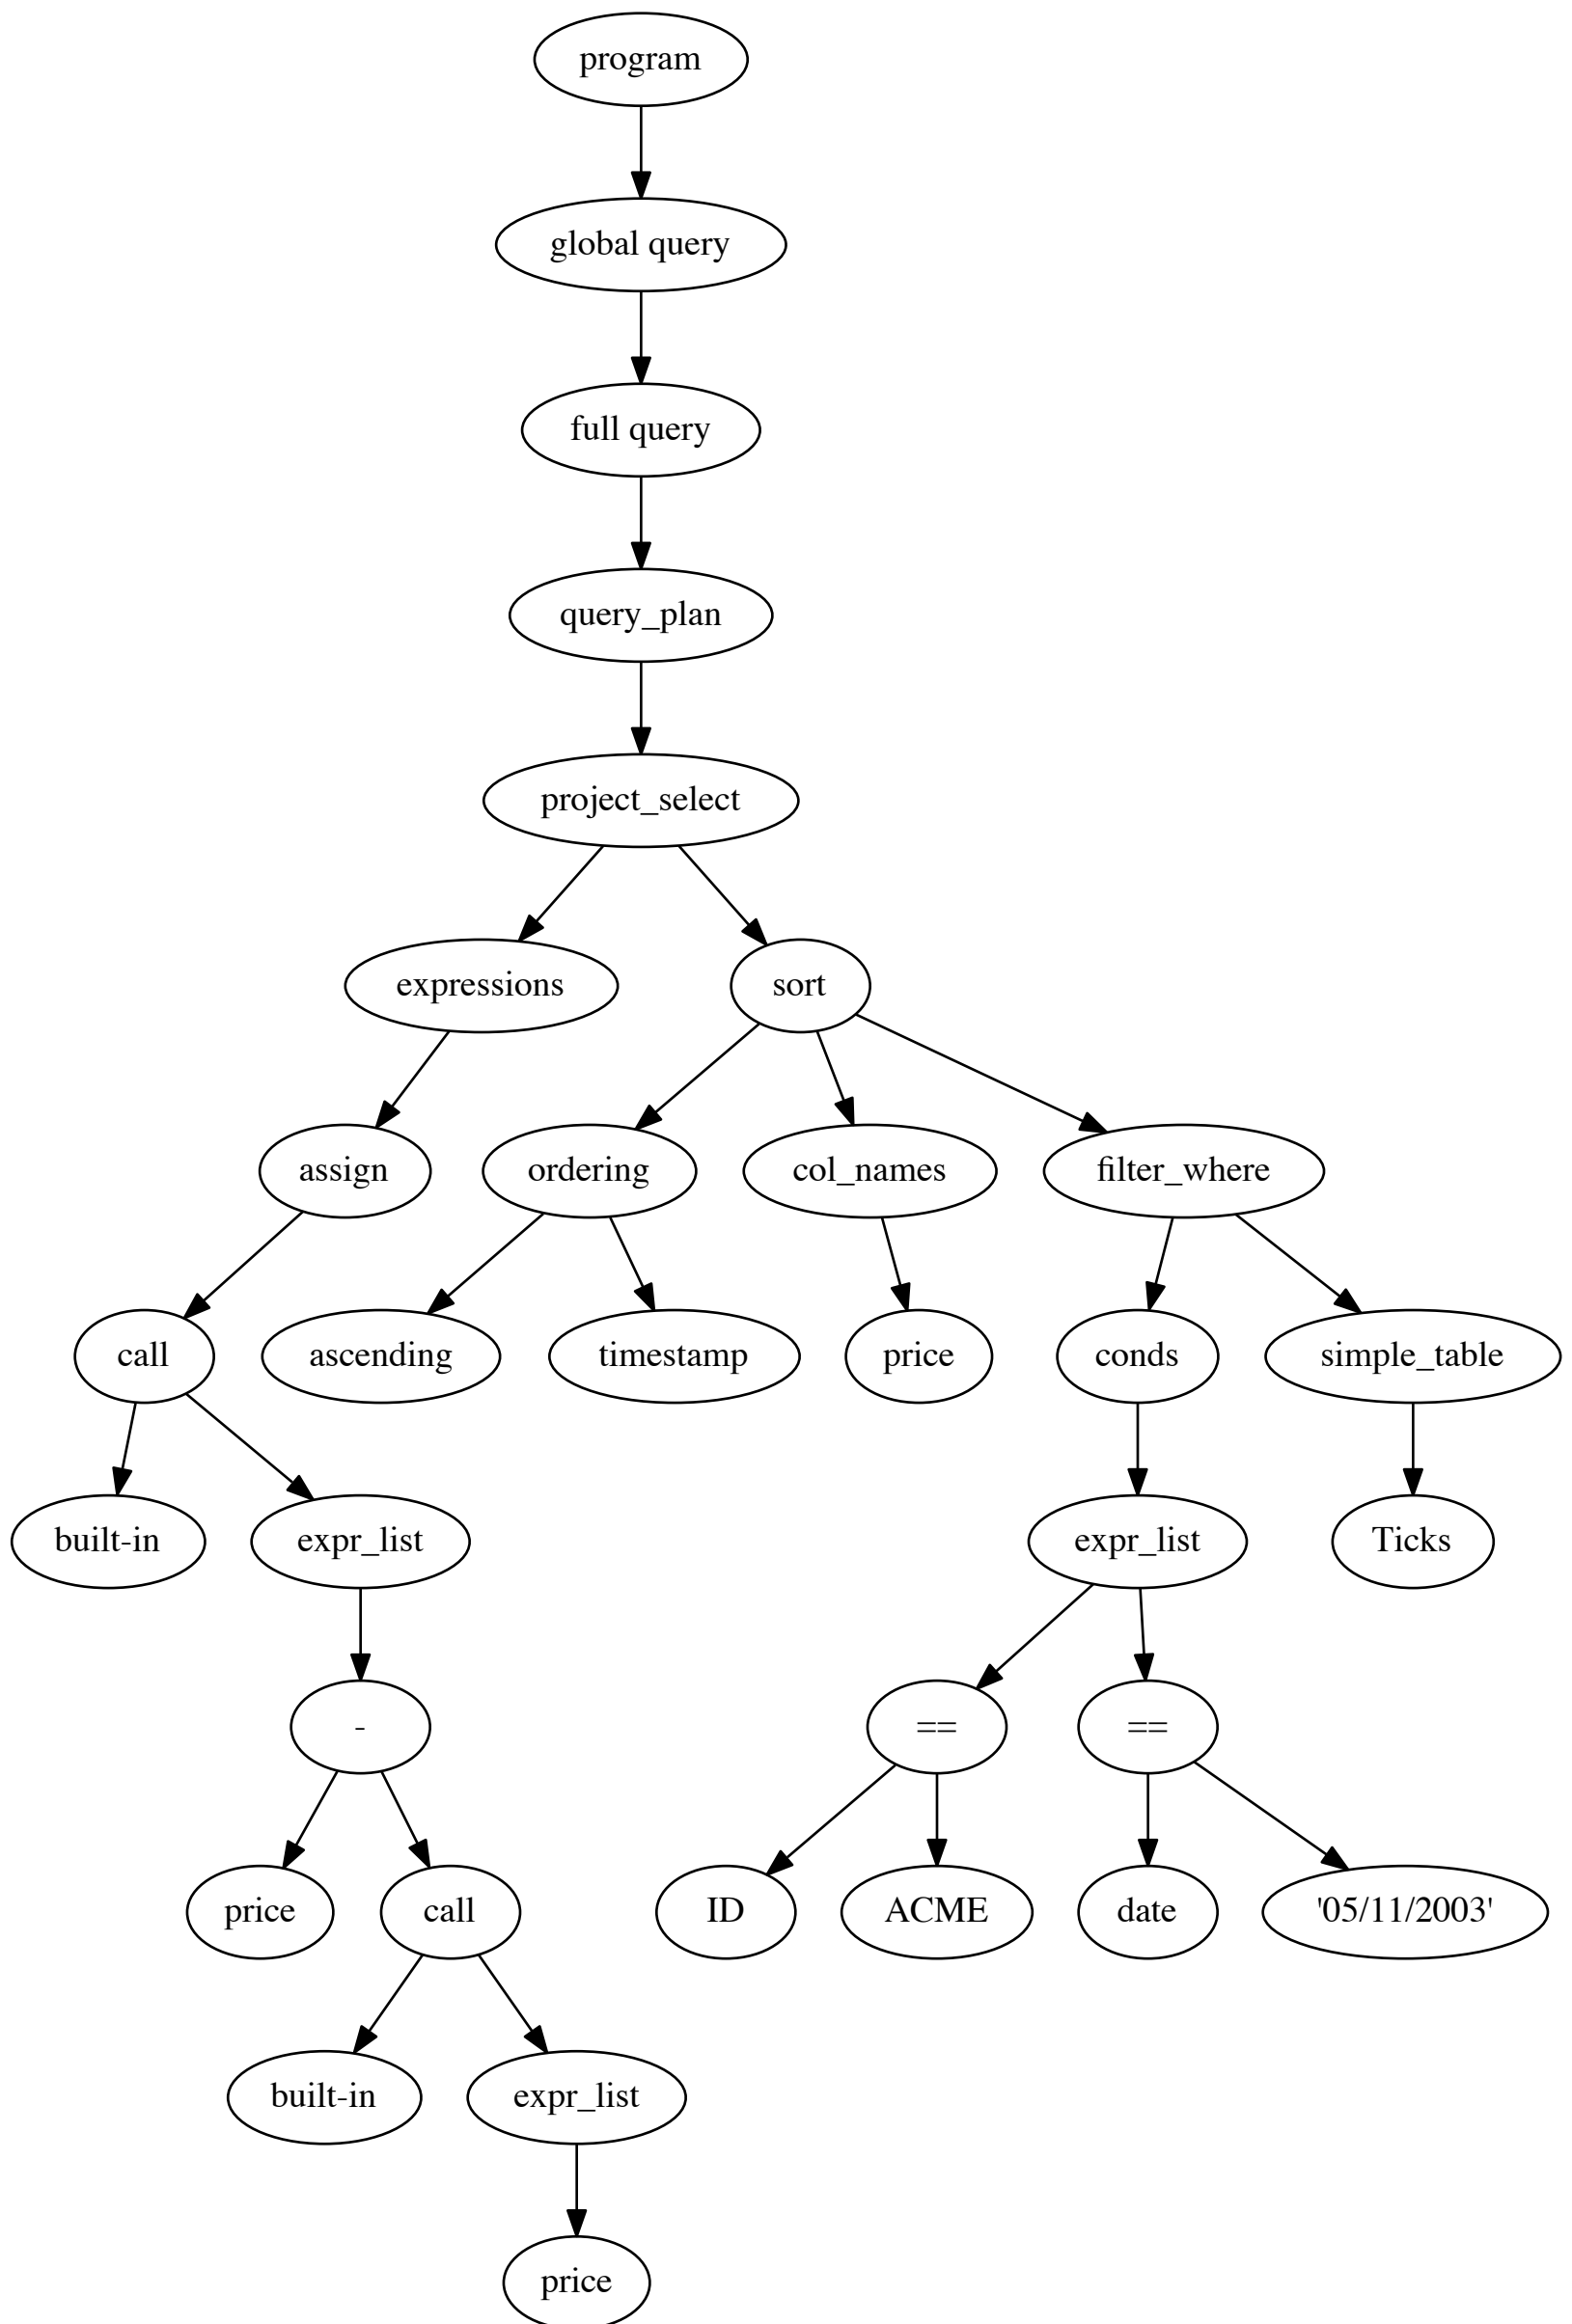 program
global query
full query
query_plan
project_select
expressions
sort
assign
ordering
col_names
filter_where
call
ascending
timestamp
price
conds
simple_table
built-in
expr_list
expr_list
Ticks
-
==
==
price
call
ID
ACME
date
'05/11/2003'
built-in
expr_list
price